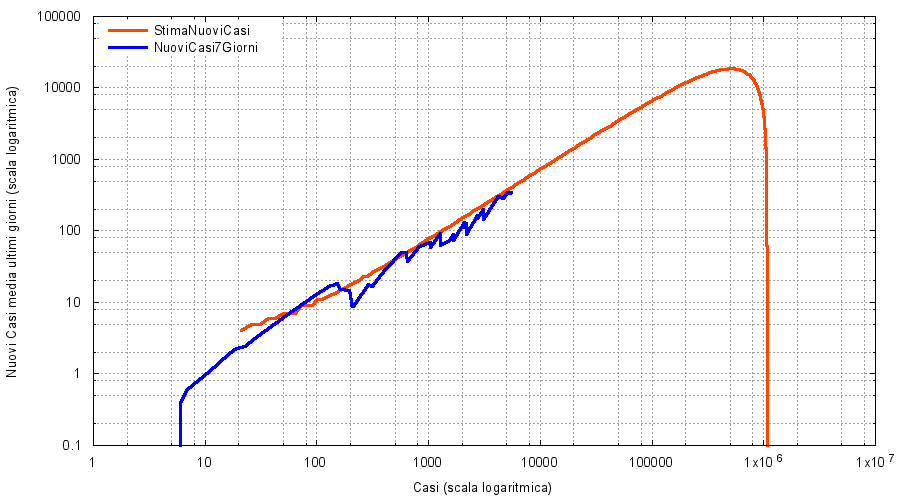 100000
StimaNuoviCasi
NuoviCasi7Giorni
10000
1000
100
10
1
0.1
Nuovi Casi media ultimi giorni (scala logaritmica)
1 10 100 1000 10000 100000 1x10^6 1x10^7
Casi (scala logaritmica)